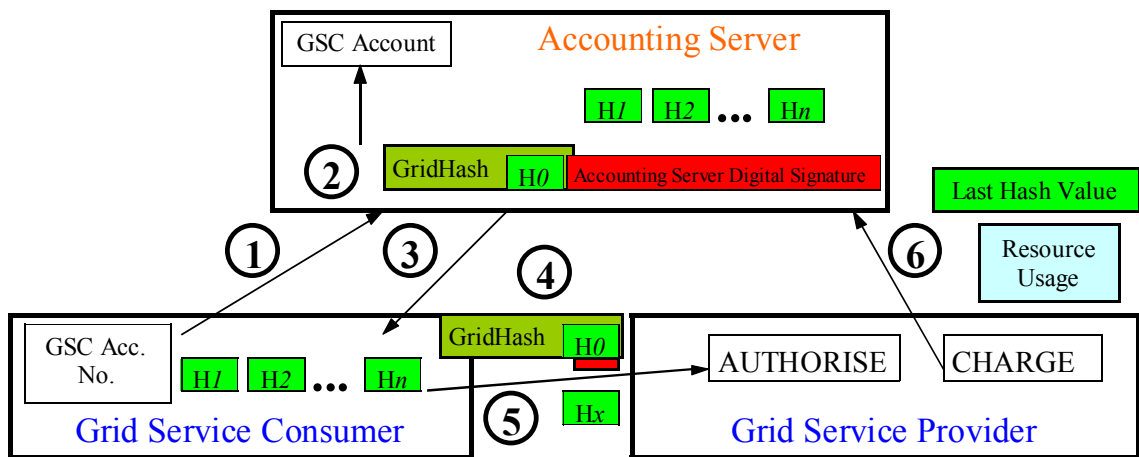 GSC Account
Accounting Server
H1 H2 ... Hn
2
GridHash H0 Accounting Server Digital Signature
Last Hash Value
1
3
4
6
Resource
Usage
GSC Acc.
No.
GridHash H0
H1 H2 ... Hn
AUTHORISE
CHARGE
5
Hx
Grid Service Consumer
Grid Service Provider